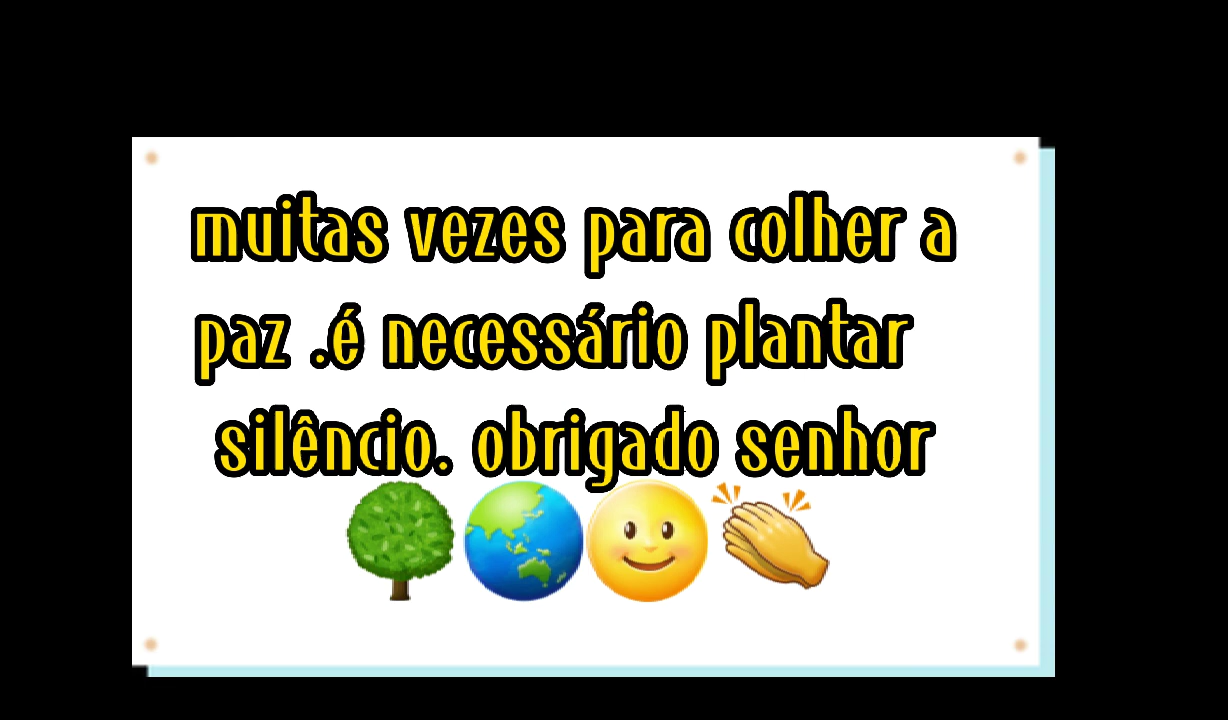 muitas vezes para colher a
paz .é necessário plantar
silêncio. obrigado senhor
🌳🌏🌝👏